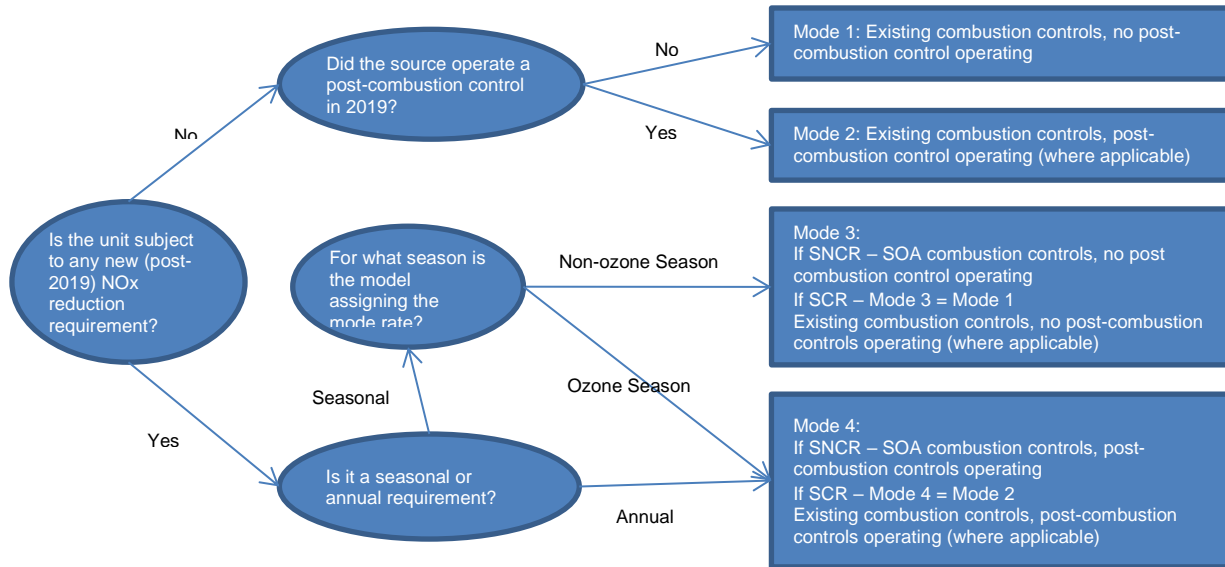 No
Did the source operate a
post-combustion control
in 2019?
No
Mode 1: Existing combustion controls, no post-
combustion control operating
Yes
Mode 2: Existing combustion controls, post-
combustion control operating (where applicable)
Is the unit subject
to any new (post-
2019) NOx
reduction
requirement?
For what season is
the model
assigning the
mode rate?
Non-ozone Season
Mode 3:
If SNCR – SOA combustion controls, no post
combustion control operating
If SCR – Mode 3 = Mode 1
Existing combustion controls, no post-combustion
controls operating (where applicable)
Ozone Season
Seasonal
Yes
Is it a seasonal or
annual requirement?
Annual
Mode 4:
If SNCR – SOA combustion controls, post-
combustion controls operating
If SCR – Mode 4 = Mode 2
Existing combustion controls, post-combustion
controls operating (where applicable)